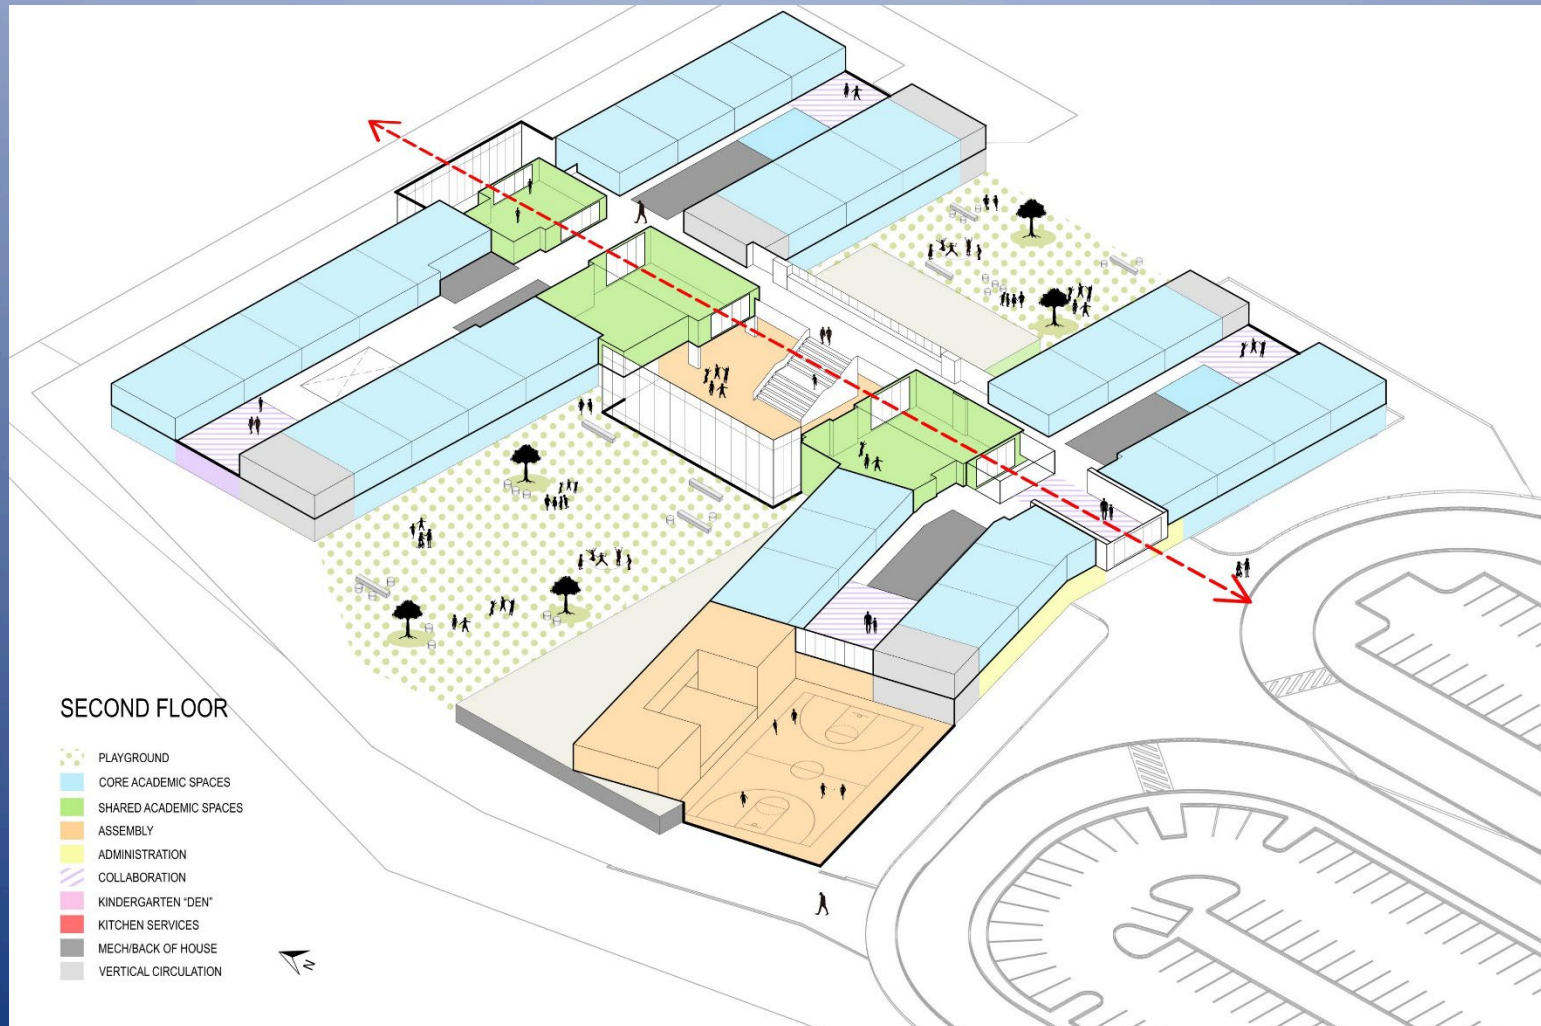 SECOND FLOOR
PLAYGROUND
CORE ACADEMIC SPACES
SHARED ACADEMIC SPACES
ASSEMBLY
ADMINISTRATION
COLLABORATION
KINDERGARTEN "DEN"
KITCHEN SERVICES
MECH/BACK OF HOUSE
VERTICAL CIRCULATION
N